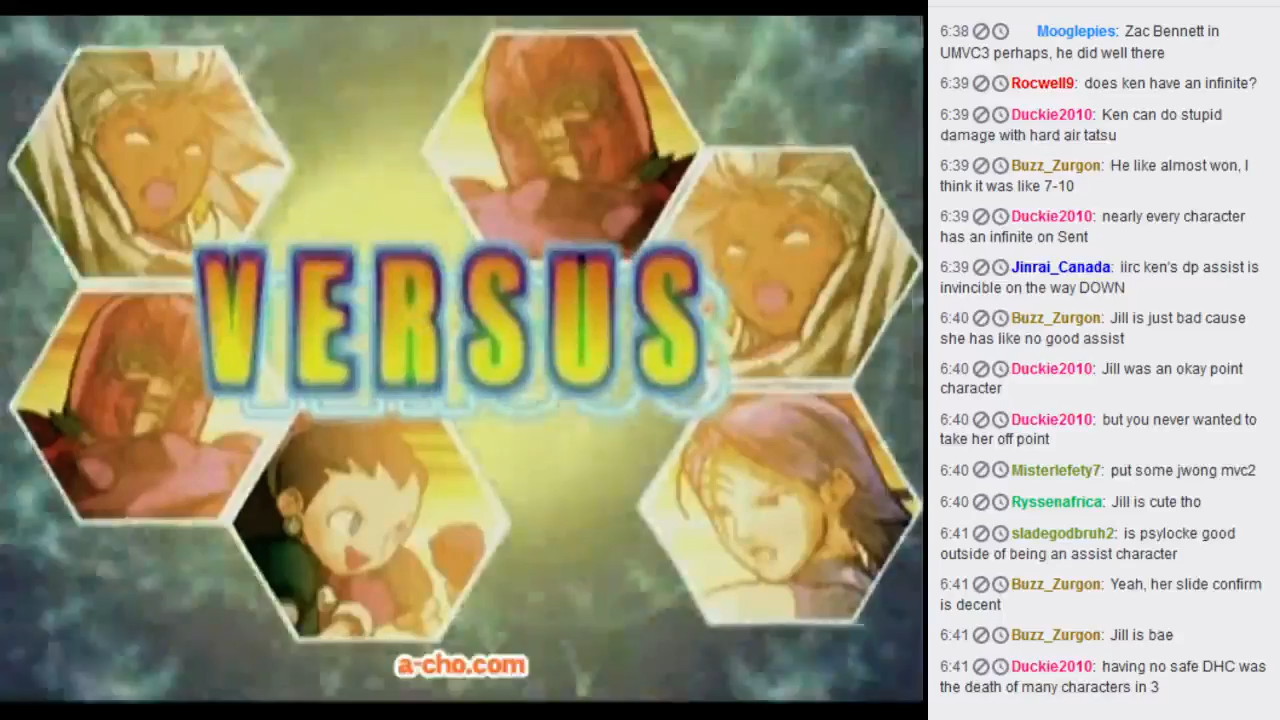 VERSUS
a-cho.com
6:38 Mooglepies: Zac Bennett in
UMVC3 perhaps, he did well there
6:39 Rocwell9: does ken have an infinite?
6:39 Duckie2010: Ken can do stupid
damage with hard air tatsu
6:39 Buzz_Zurgon: He like almost won, I
think it was like 7-10
6:39 Duckie2010: nearly every character
has an infinite on Sent
6:39 Jinrai_Canada: iirc ken's dp assist is
invincible on the way DOWN
6:40 Buzz_Zurgon: Jill is just bad cause
she has like no good assist
6:40 Duckie2010: Jill was an okay point
character
6:40 Duckie2010: but you never wanted to
take her off point
6:40 Misterlefety7: put some jwong mvc2
6:40 Ryssenafrica: Jill is cute tho
6:41 sladegodbruh2: is psylocke good
outside of being an assist character
6:41 Buzz_Zurgon: Yeah, her slide confirm
is decent
6:41 Buzz_Zurgon: Jill is bae
6:41 Duckie2010: having no safe DHC was
the death of many characters in 3